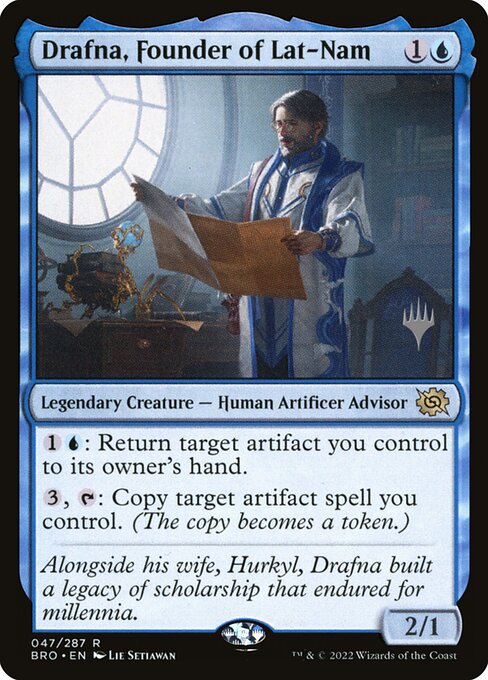 Drafna, Founder of Lat-Nam 1
Legendary Creature — Human Artificer Advisor
1 : Return target artifact you control
to its owner's hand.
3, : Copy target artifact spell you
control. (The copy becomes a token.)
Alongside his wife, Hurkyl, Drafna built
a legacy of scholarship that endured for
millennia.
2/1
047/287 R
BRO • EN Lie Setiawan
™ & © 2022 Wizards of the Coast